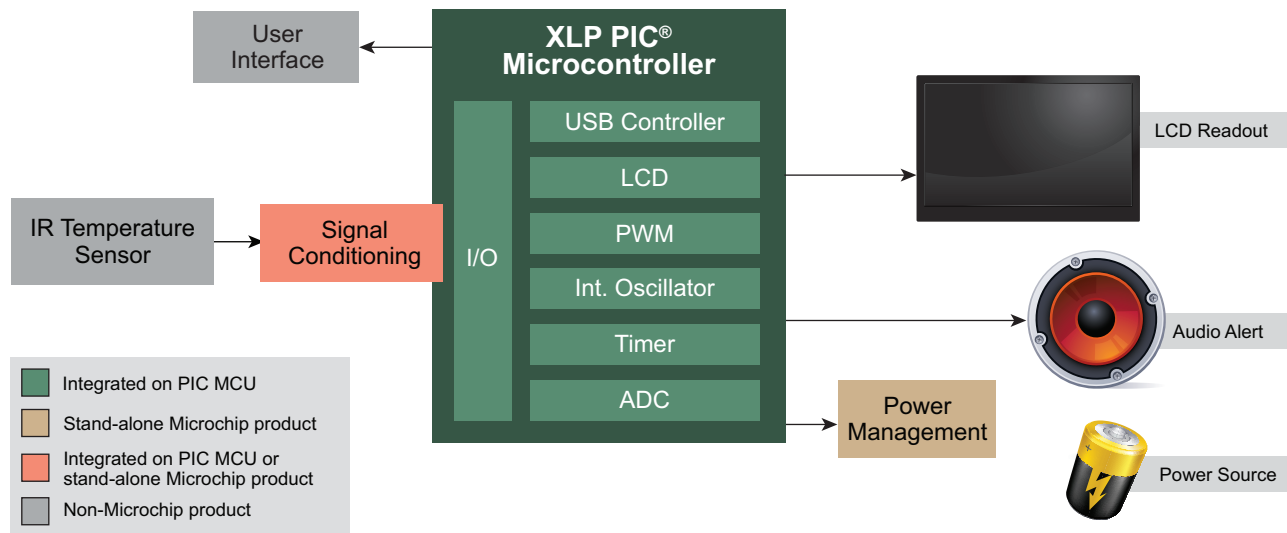 User
Interface
XLP PIC®
Microcontroller
I/O
USB Controller
LCD
PWM
Int. Oscillator
Timer
ADC
LCD Readout
IR Temperature
Sensor
Signal
Conditioning
Audio Alert
Power
Management
Power Source
Integrated on PIC MCU
Stand-alone Microchip product
Integrated on PIC MCU or
stand-alone Microchip product
Non-Microchip product